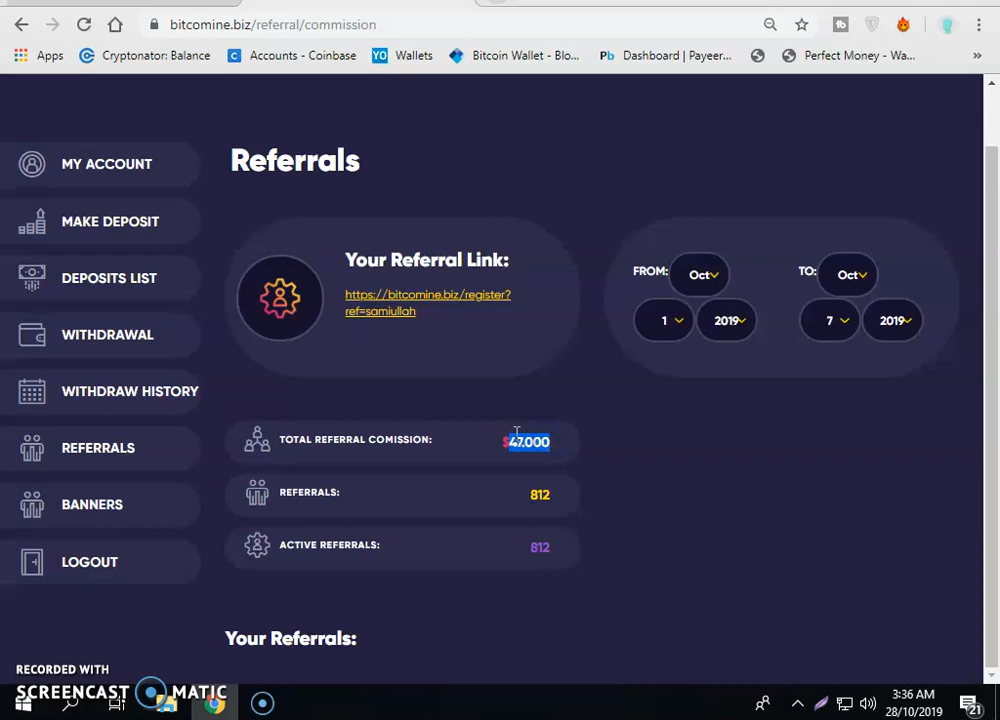 bitcomine.biz/referral/commission
Apps
Cryptonator: Balance
Accounts - Coinbase
YO Wallets
Bitcoin Wallet - Blo...
Pb Dashboard | Payeer...
Perfect Money - Wa...
»
Referrals
MY ACCOUNT
MAKE DEPOSIT
DEPOSITS LIST
WITHDRAWAL
WITHDRAW HISTORY
REFERRALS
BANNERS
LOGOUT
Your Referral Link:
https://bitcomine.biz/register?
ref=samiullah
FROM: Oct
1 2019
TO: Oct
7 2019
TOTAL REFERRAL COMISSION: $47.000
REFERRALS: 812
ACTIVE REFERRALS: 812
Your Referrals:
RECORDED WITH
SCREENCAST MATIC
3:36 AM
28/10/2019
21